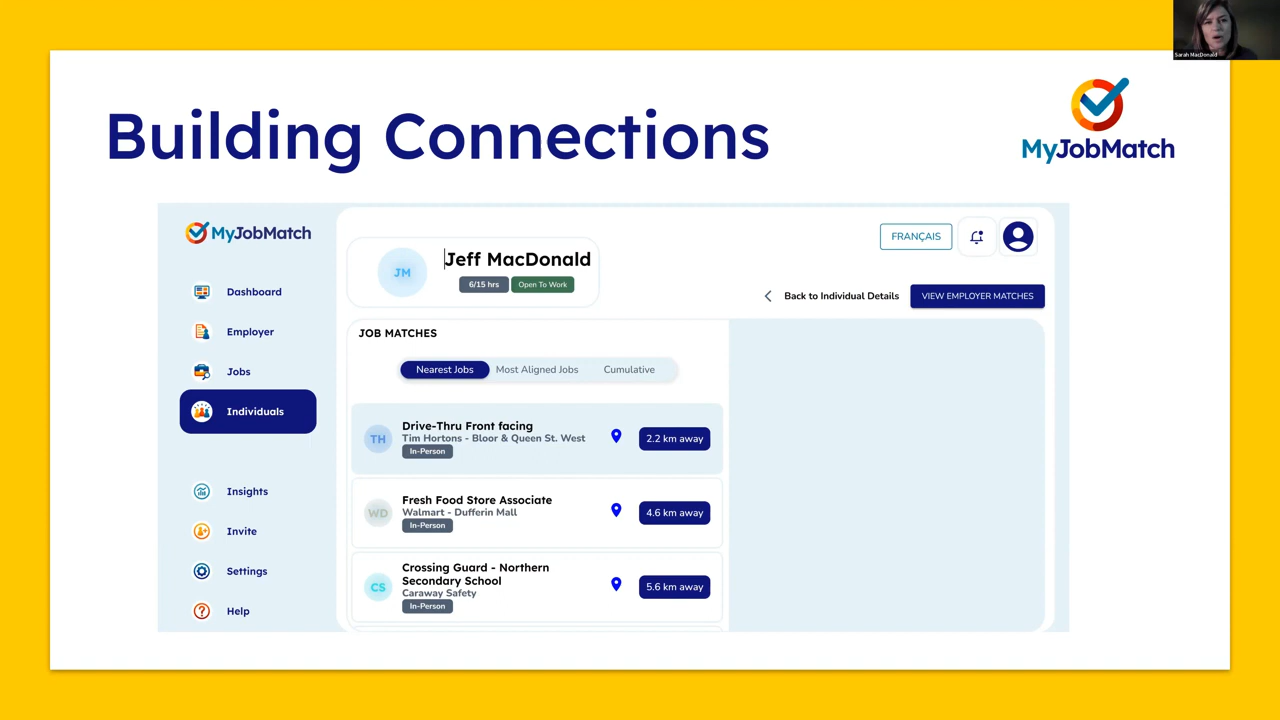 Sarah MacDonald
Building Connections
MyJobMatch
MyJobMatch
Dashboard
Employer
Jobs
Individuals
Insights
Invite
Settings
Help
JM
Jeff MacDonald
6/15 hrs
Open To Work
FRANÇAIS
Back to Individual Details
VIEW EMPLOYER MATCHES
JOB MATCHES
Nearest Jobs
Most Aligned Jobs
Cumulative
TH
Drive-Thru Front facing
Tim Hortons - Bloor & Queen St. West
In-Person
2.2 km away
WD
Fresh Food Store Associate
Walmart - Dufferin Mall
In-Person
4.6 km away
CS
Crossing Guard - Northern
Secondary School
Caraway Safety
In-Person
5.6 km away